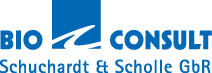 BIO CONSULT
Schuchardt & Scholle GbR